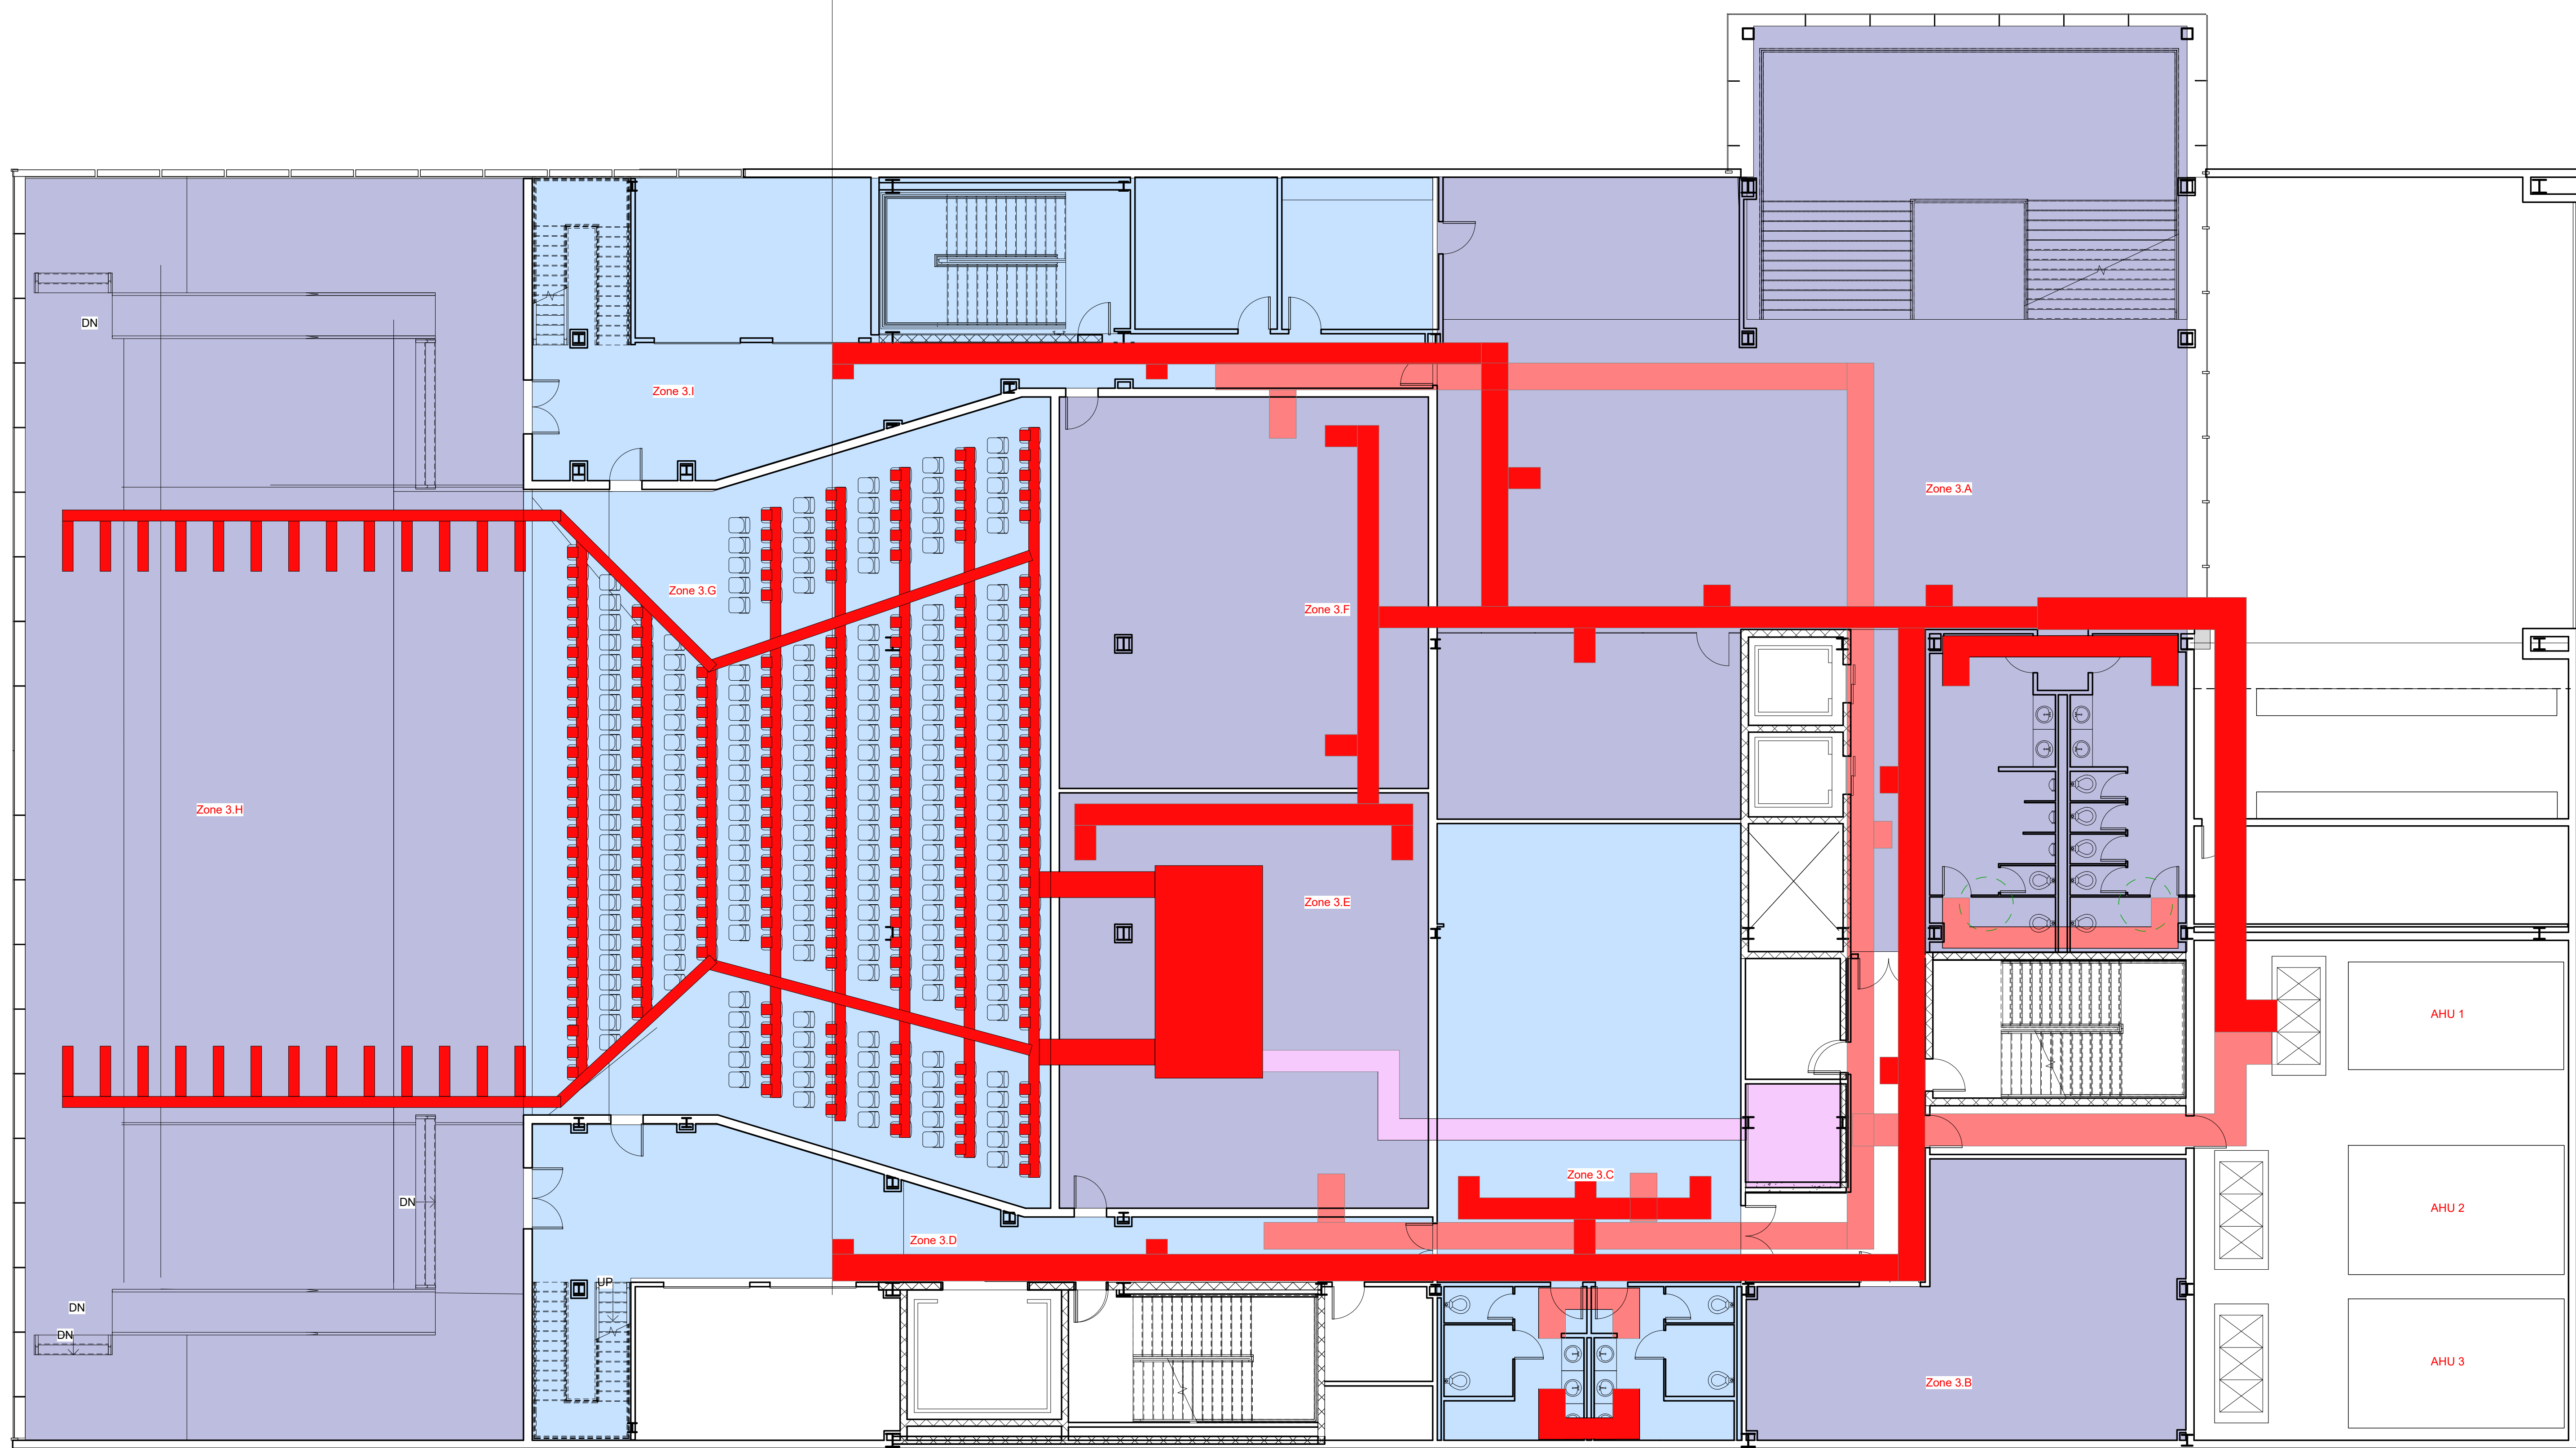 DN
Zone 3.I
Zone 3.A
Zone 3.G
Zone 3.F
Zone 3.H
Zone 3.E
AHU 1
Zone 3.C
DN
AHU 2
Zone 3.D
UP
DN
DN
AHU 3
Zone 3.B